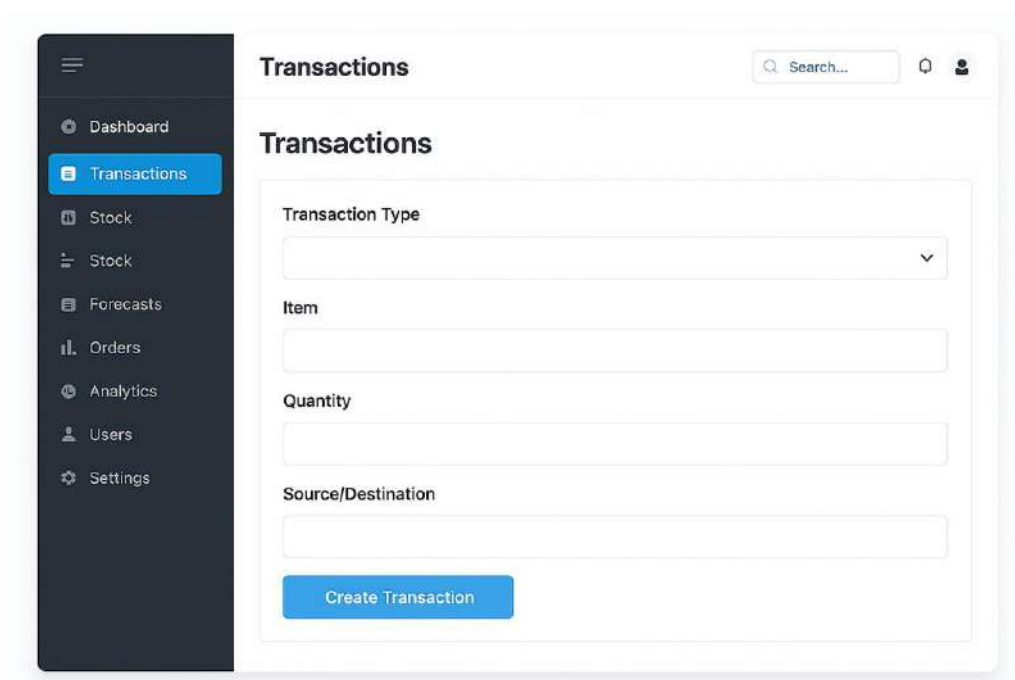 Transactions
Search...
Dashboard
Transactions
Stock
Stock
Forecasts
Orders
Analytics
Users
Settings
Transactions
Transaction Type
Item
Quantity
Source/Destination
Create Transaction